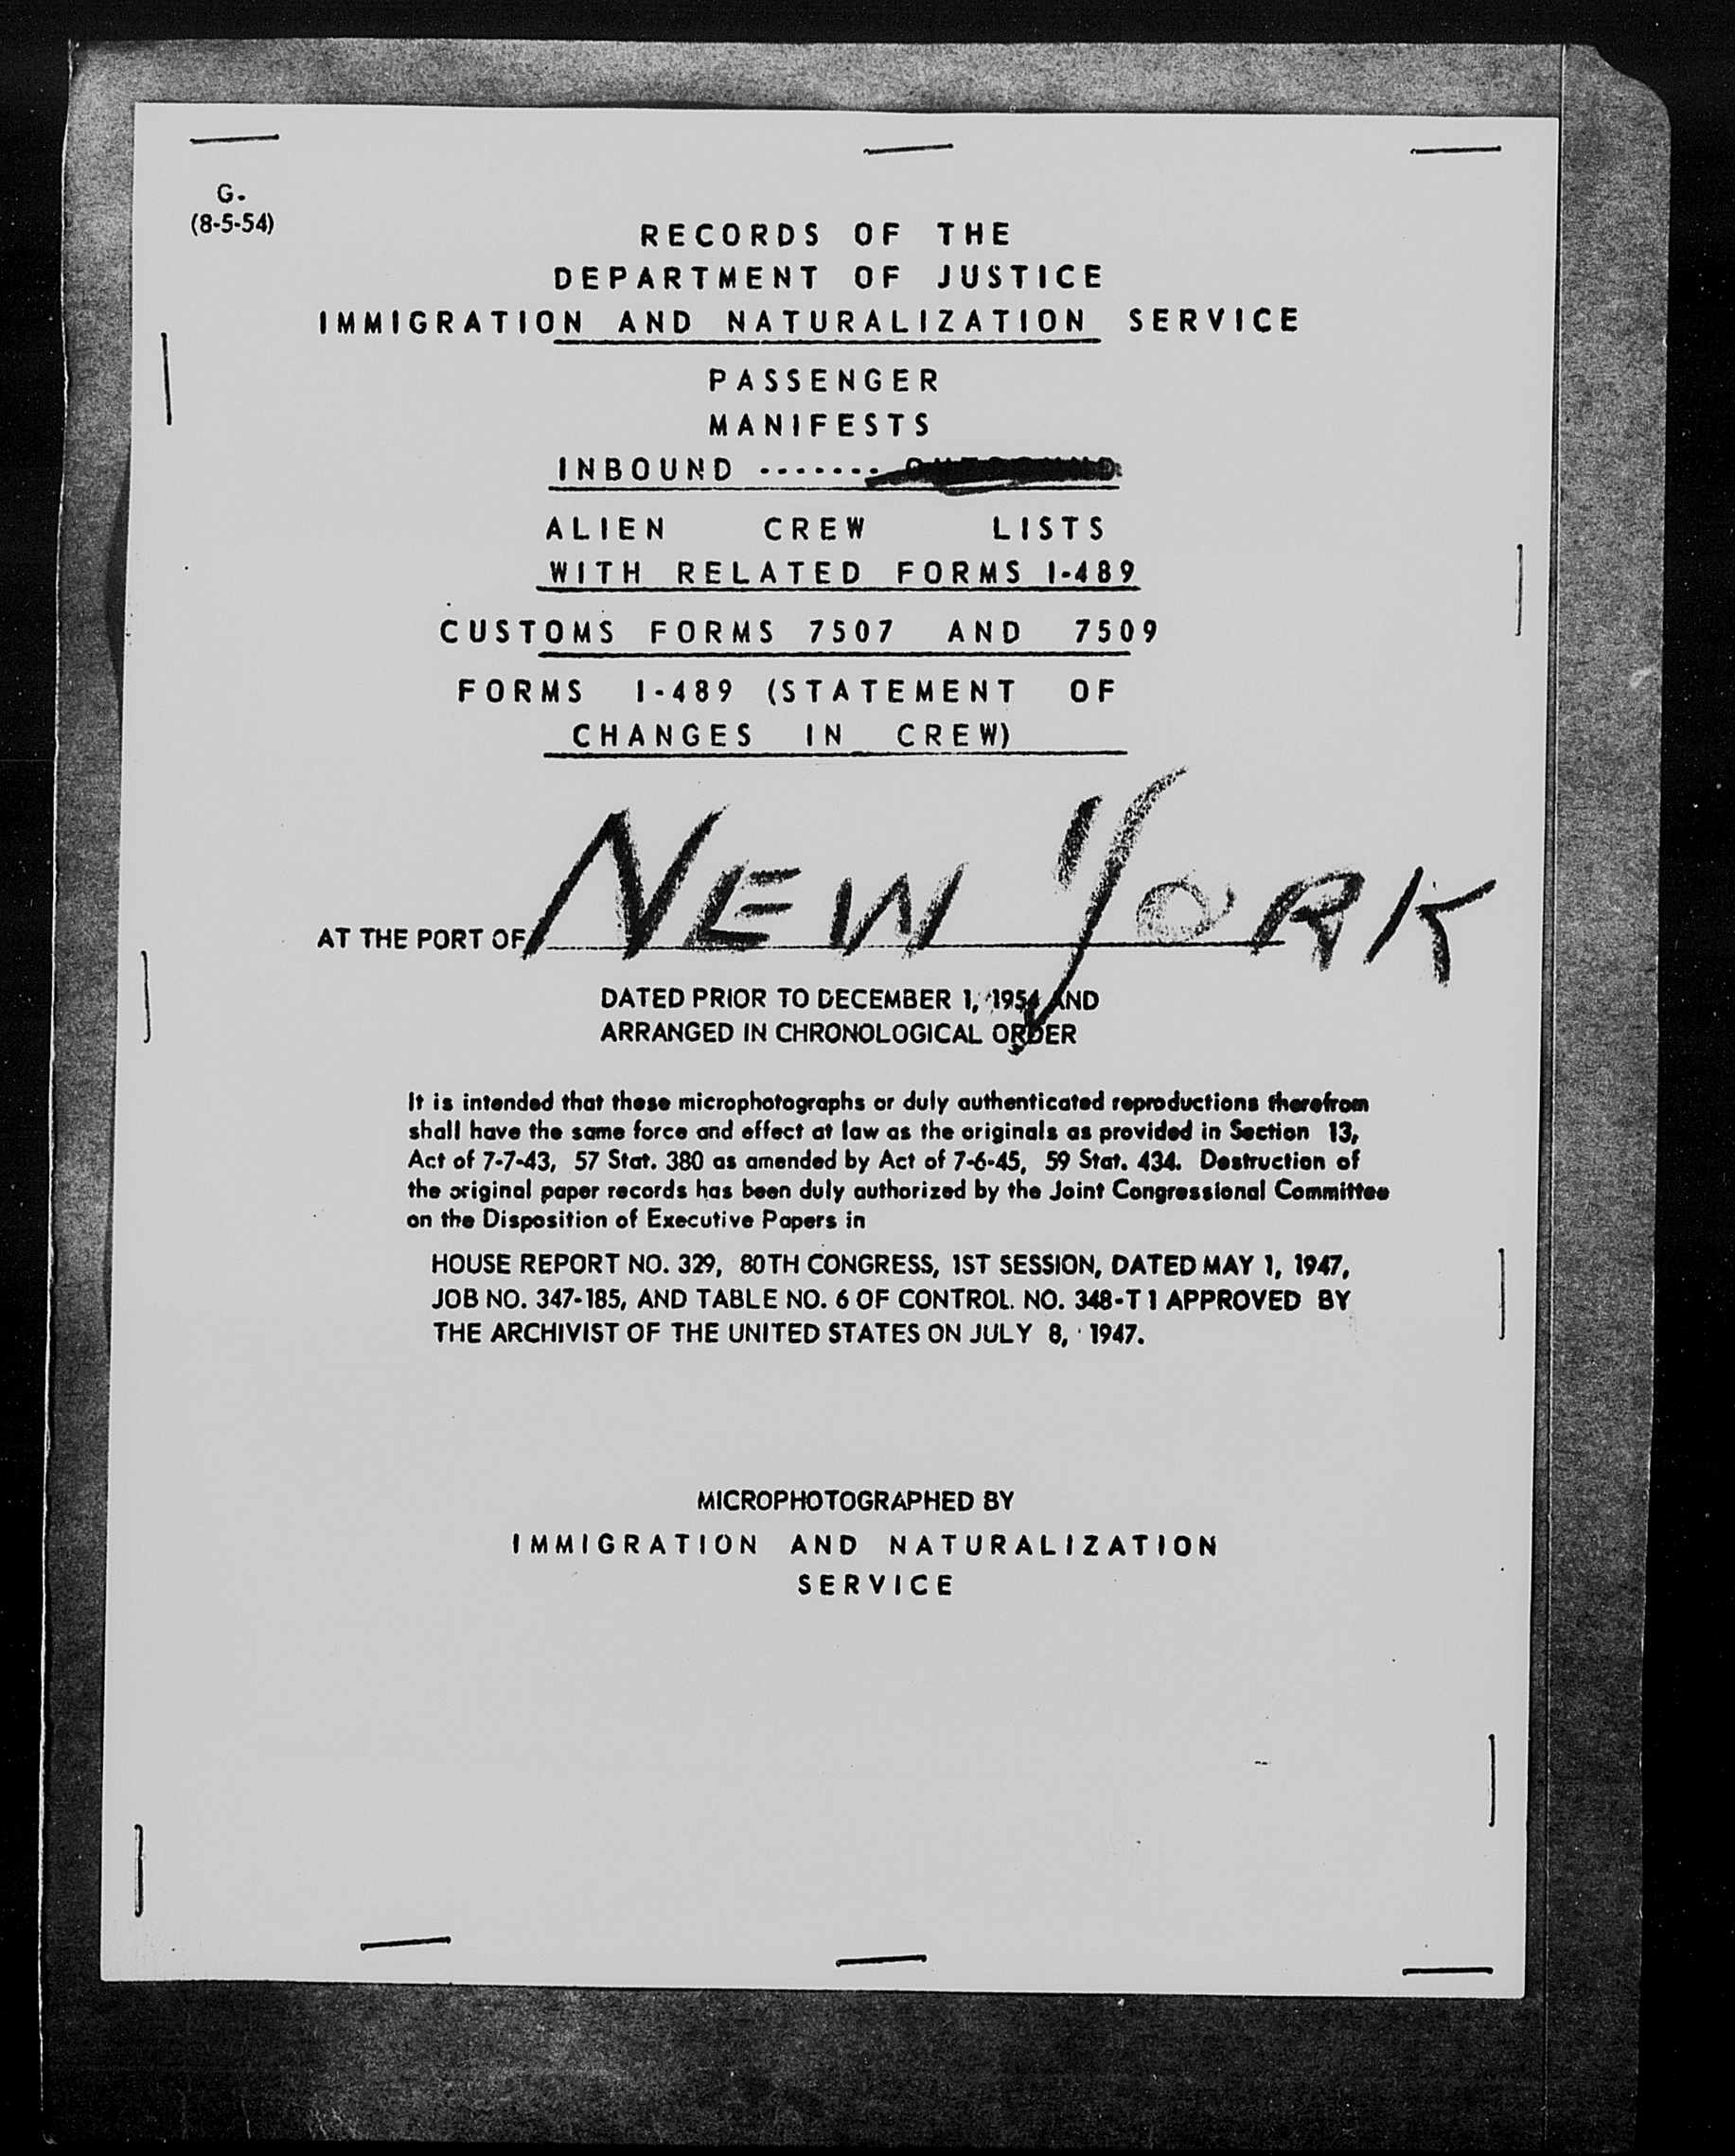 G.
(8-5-54)
RECORDS OF THE
DEPARTMENT OF JUSTICE
IMMIGRATION AND NATURALIZATION SERVICE
PASSENGER
MANIFESTS
INBOUND -------
ALIEN CREW LISTS
WITH RELATED FORMS I-489
CUSTOMS FORMS 7507 AND 7509
FORMS I-489 (STATEMENT OF
CHANGES IN CREW)
AT THE PORT OF NEW YORK
DATED PRIOR TO DECEMBER 1, 1954 AND
ARRANGED IN CHRONOLOGICAL ORDER
It is intended that these microphotographs or duly authenticated reproductions therefrom
shall have the same force and effect at law as the originals as provided in Section 13,
Act of 7-7-43, 57 Stat. 380 as amended by Act of 7-6-45, 59 Stat. 434. Destruction of
the original paper records has been duly authorized by the Joint Congressional Committee
on the Disposition of Executive Papers in
HOUSE REPORT NO. 329, 80TH CONGRESS, 1ST SESSION, DATED MAY 1, 1947,
JOB NO. 347-185, AND TABLE NO. 6 OF CONTROL NO. 348-T1 APPROVED BY
THE ARCHIVIST OF THE UNITED STATES ON JULY 8, 1947.
MICROPHOTOGRAPHED BY
IMMIGRATION AND NATURALIZATION
SERVICE